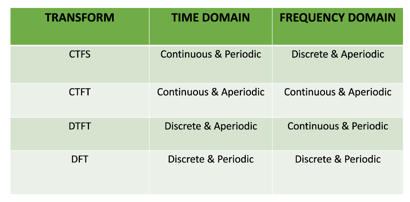 TRANSFORM TIME DOMAIN FREQUENCY DOMAIN
CTFS Continuous & Periodic Discrete & Aperiodic
CTFT Continuous & Aperiodic Continuous & Aperiodic
DTFT Discrete & Aperiodic Continuous & Periodic
DFT Discrete & Periodic Discrete & Periodic